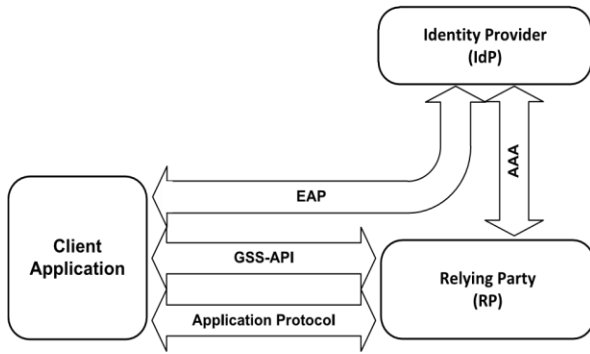 Identity Provider
(IdP)
EAP
AAA
Client
Application
GSS-API
Relying Party
(RP)
Application Protocol